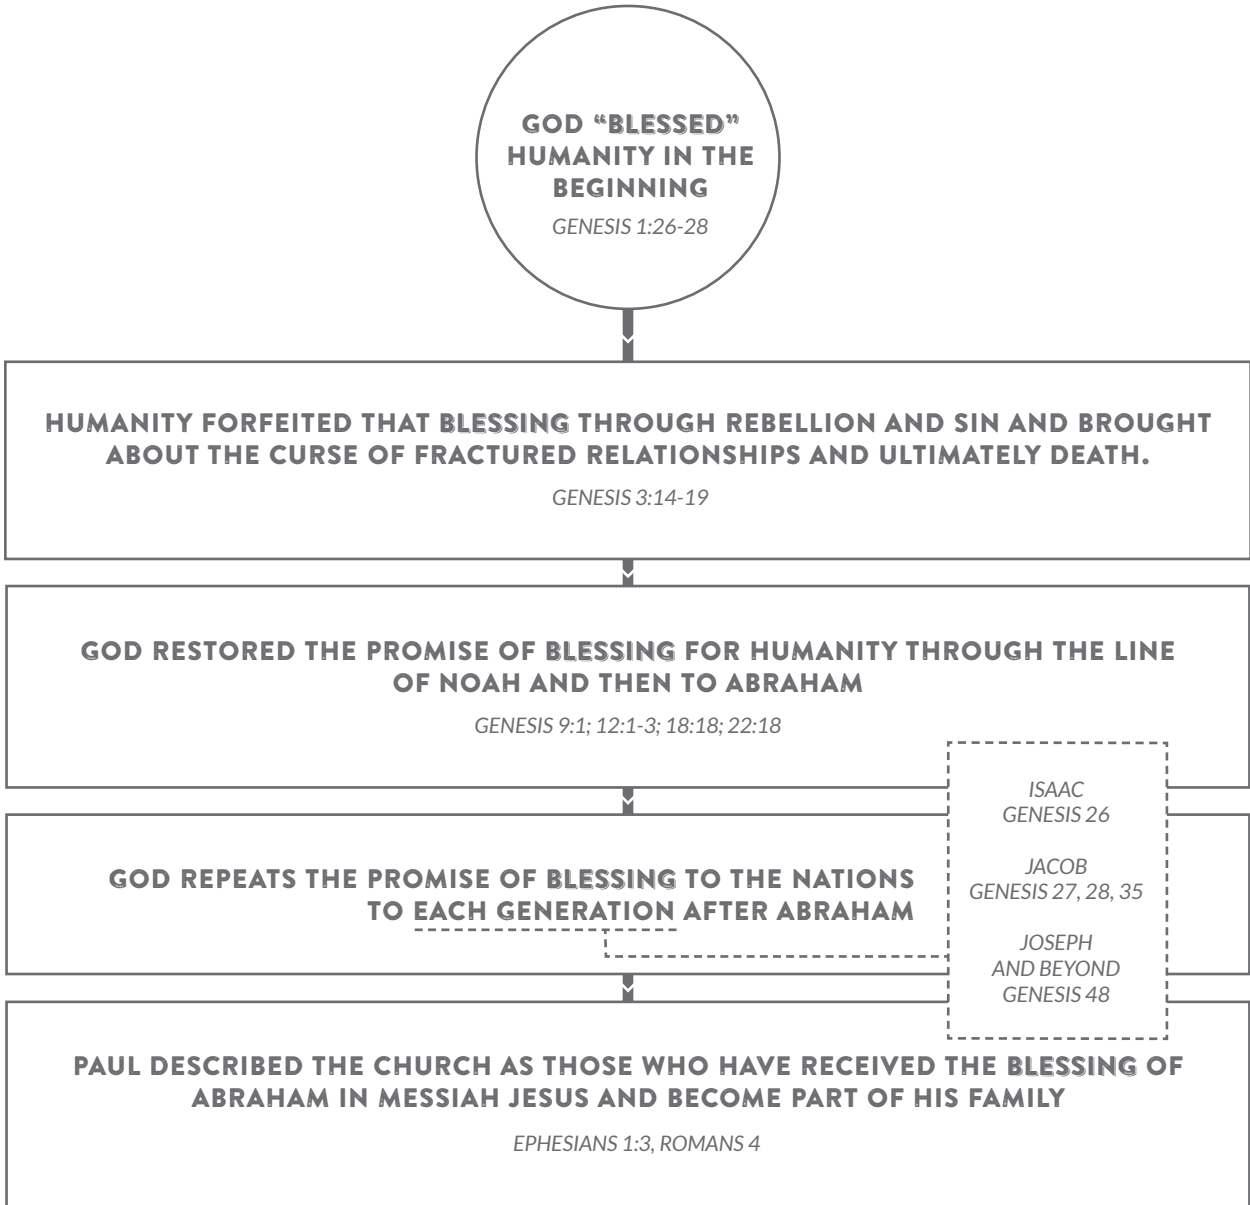 GOD “BLESSED”
HUMANITY IN THE
BEGINNING
GENESIS 1:26-28
HUMANITY FORFEITED THAT BLESSING THROUGH REBELLION AND SIN AND BROUGHT
ABOUT THE CURSE OF FRACTURED RELATIONSHIPS AND ULTIMATELY DEATH.
GENESIS 3:14-19
GOD RESTORED THE PROMISE OF BLESSING FOR HUMANITY THROUGH THE LINE
OF NOAH AND THEN TO ABRAHAM
GENESIS 9:1; 12:1-3; 18:18; 22:18
GOD REPEATS THE PROMISE OF BLESSING TO THE NATIONS
TO EACH GENERATION AFTER ABRAHAM
ISAAC
GENESIS 26
JACOB
GENESIS 27, 28, 35
JOSEPH
AND BEYOND
GENESIS 48
PAUL DESCRIBED THE CHURCH AS THOSE WHO HAVE RECEIVED THE BLESSING OF
ABRAHAM IN MESSIAH JESUS AND BECOME PART OF HIS FAMILY
EPHESIANS 1:3, ROMANS 4